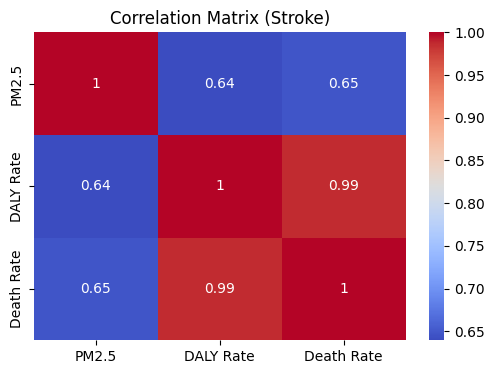 Correlation Matrix (Stroke)
PM2.5
1
0.64
0.65
DALY Rate
0.64
1
0.99
Death Rate
0.65
0.99
1
PM2.5
DALY Rate
Death Rate
1.00
0.95
0.90
0.85
0.80
0.75
0.70
0.65